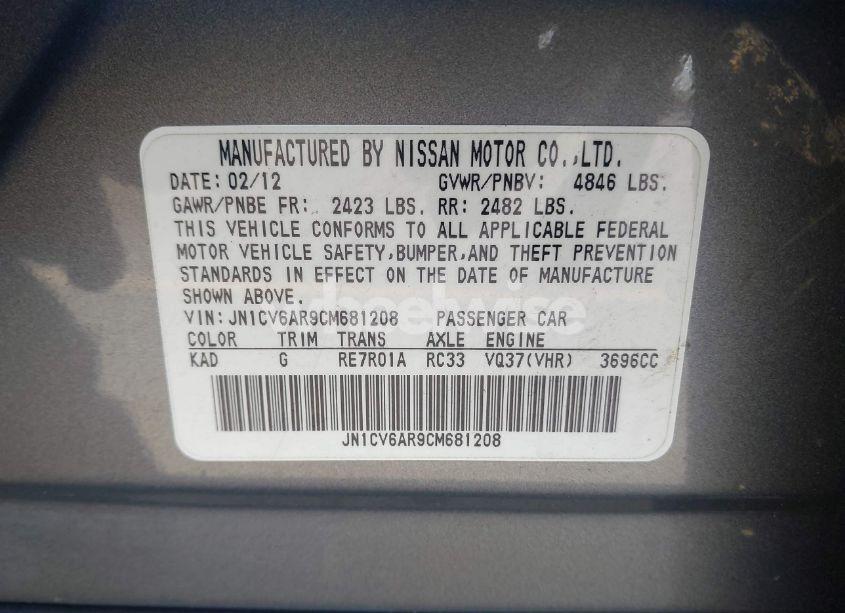 MANUFACTURED BY NISSAN MOTOR CO.,LTD.
DATE: 02/12 GVWR/PNBV: 4846 LBS.
GAWR/PNBE FR: 2423 LBS. RR: 2482 LBS.
THIS VEHICLE CONFORMS TO ALL APPLICABLE FEDERAL
MOTOR VEHICLE SAFETY,BUMPER,AND THEFT PREVENTION
STANDARDS IN EFFECT ON THE DATE OF MANUFACTURE
SHOWN ABOVE.
wheelwise
VIN:JN1CV6AR9CM681208 PASSENGER CAR
COLOR TRIM TRANS AXLE ENGINE
KAD G RE7R01A RC33 VQ37(VHR) 3696CC
JN1CV6AR9CM681208